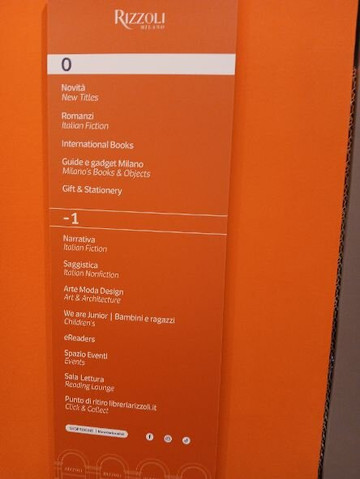 RIZZOLI
MILANO
0
Novità
New Titles
Romanzi
Italian Fiction
International Books
Guide e gadget Milano
Milano's Books & Objects
Gift & Stationery
-1
Narrativa
Italian Fiction
Saggistica
Italian Nonfiction
Arte Moda Design
Art & Architecture
We are Junior | Bambini e ragazzi
Children's
eReaders
Spazio Eventi
Events
Sala Lettura
Reading Lounge
Punto di ritiro libreriarizzoli.it
Click & Collect